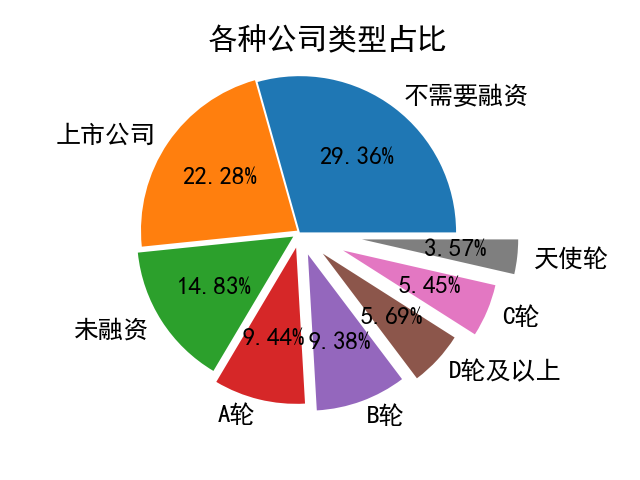 各种公司类型占比
不需要融资
29.36%
上市公司
22.28%
未融资
14.83%
A轮
9.44%
B轮
9.38%
D轮及以上
5.69%
C轮
5.45%
天使轮
3.57%